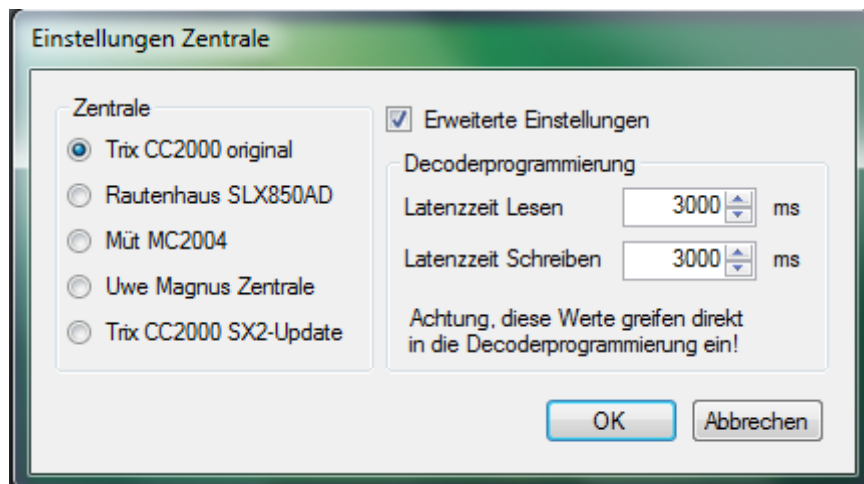 Einstellungen Zentrale
Zentrale
Trix CC2000 original
Rautenhaus SLX850AD
Müt MC2004
Uwe Magnus Zentrale
Trix CC2000 SX2-Update
Erweiterte Einstellungen
Decoderprogrammierung
Latenzzeit Lesen 3000 ms
Latenzzeit Schreiben 3000 ms
Achtung, diese Werte greifen direkt
in die Decoderprogrammierung ein!
OK Abbrechen